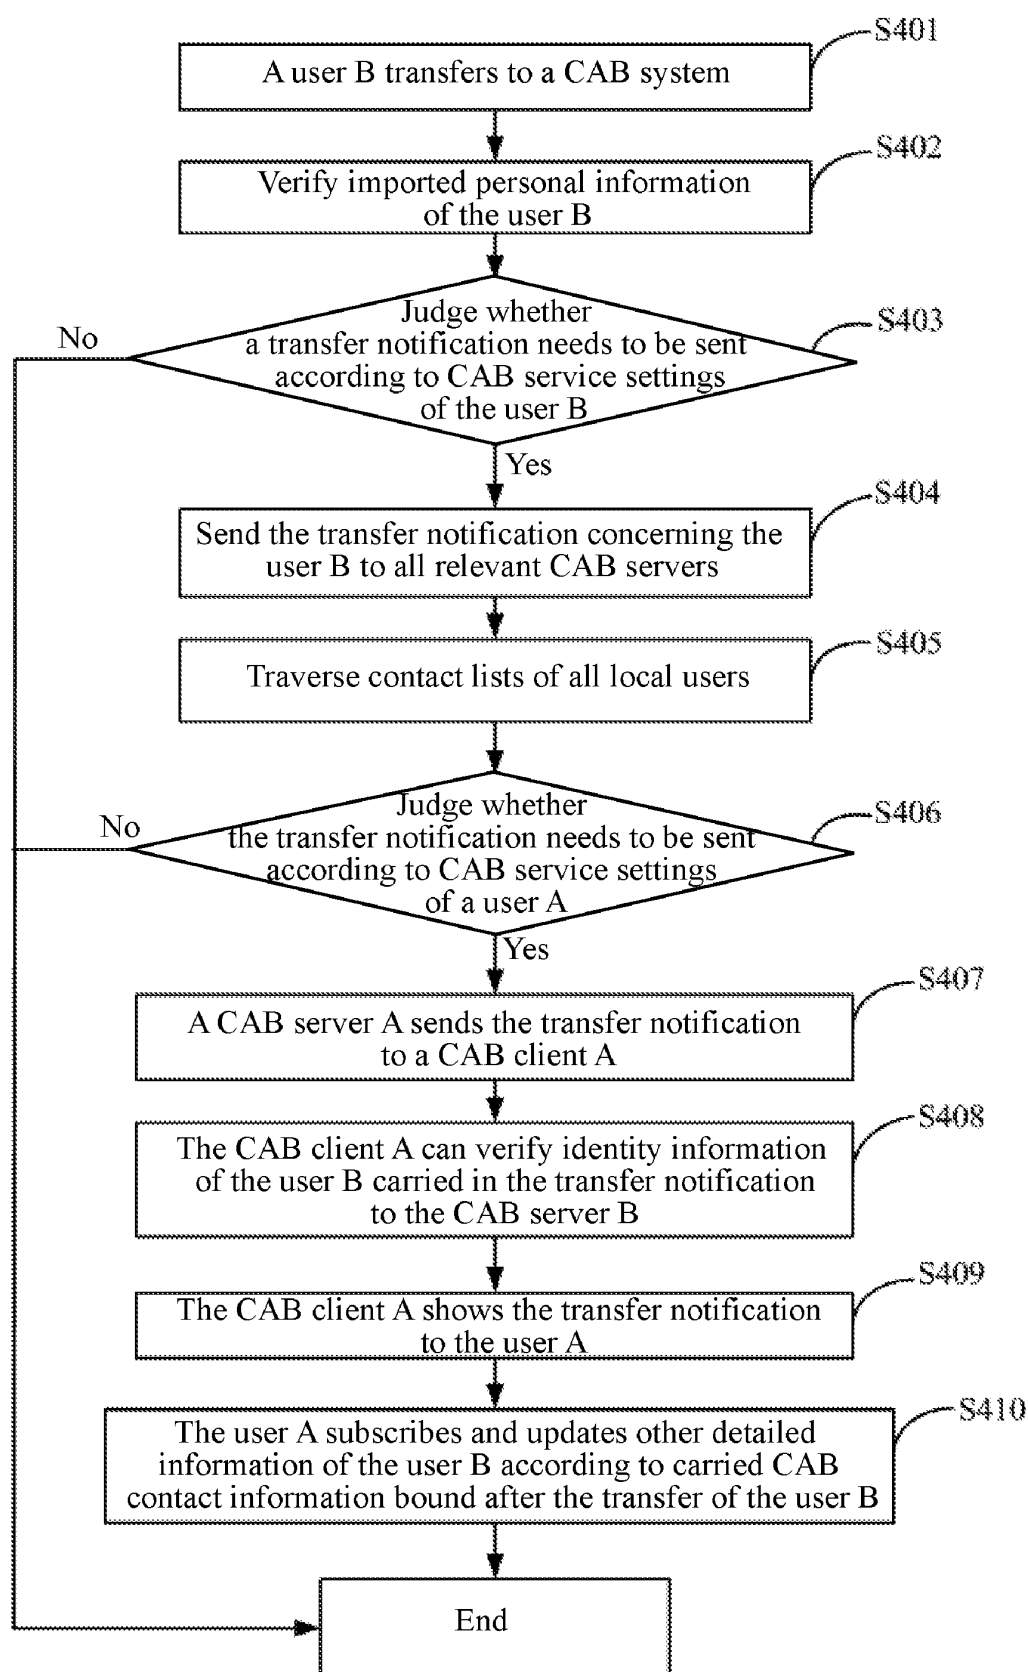 S401
A user B transfers to a CAB system
S402
Verify imported personal information
of the user B
S403
Judge whether
a transfer notification needs to be sent
according to CAB service settings
of the user B
No
Yes
S404
Send the transfer notification concerning the
user B to all relevant CAB servers
S405
Traverse contact lists of all local users
S406
Judge whether
the transfer notification needs to be sent
according to CAB service settings
of a user A
No
Yes
S407
A CAB server A sends the transfer notification
to a CAB client A
S408
The CAB client A can verify identity information
of the user B carried in the transfer notification
to the CAB server B
S409
The CAB client A shows the transfer notification
to the user A
S410
The user A subscribes and updates other detailed
information of the user B according to carried CAB
contact information bound after the transfer of the user B
End